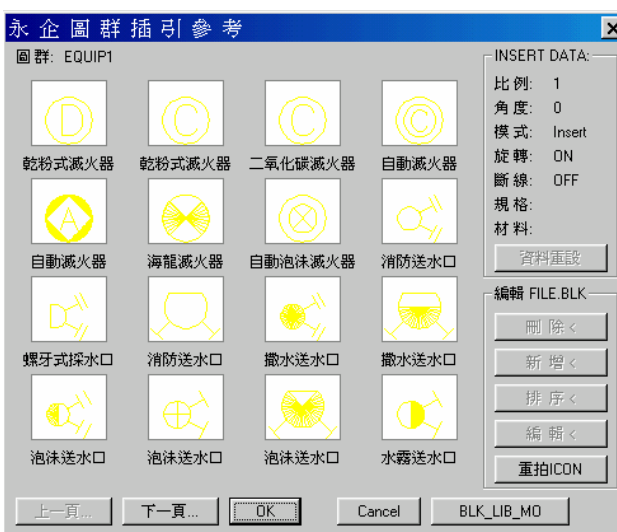 永企圖群插引參考
圖群: EQUIP1
D
C
C
C
乾粉式滅火器
乾粉式滅火器
二氧化碳滅火器
自動滅火器
A
自動滅火器
海龍滅火器
自動泡沫滅火器
消防送水口
螺牙式採水口
消防送水口
撒水送水口
撒水送水口
泡沫送水口
泡沫送水口
泡沫送水口
水霧送水口
INSERT DATA:
比例: 1
角度: 0
模式: Insert
旋轉: ON
斷線: OFF
規格:
材料:
資料重設
編輯 FILE.BLK
刪 除 <
新 增 <
排 序 <
編 輯 <
重拍ICON
上一頁...
下一頁...
OK
Cancel
BLK_LIB_MO